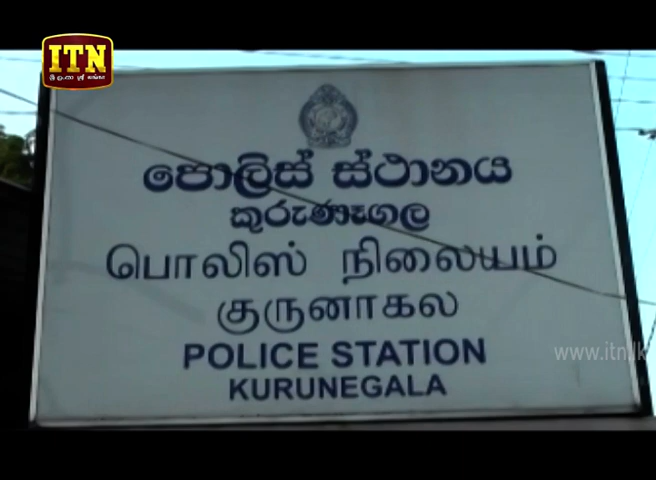 ITN
පොලිස් ස්ථානය
කුරුණෑගල
பொலிஸ் நிலையம்
குருனாகல
POLICE STATION
KURUNEGALA
www.itn.lk